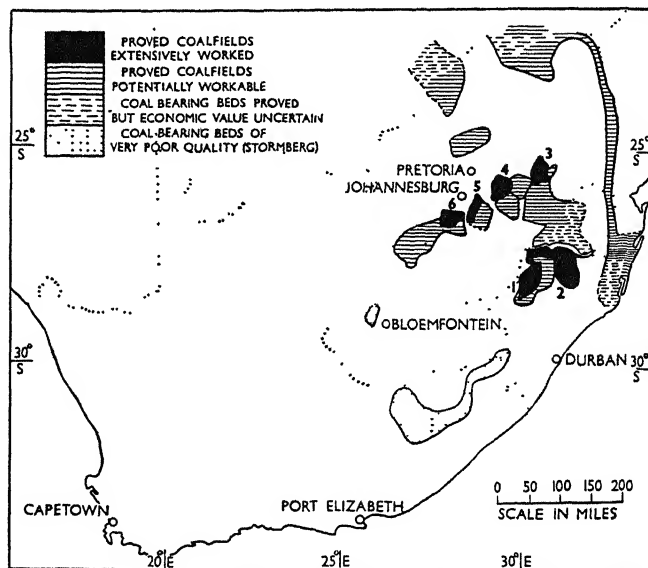 PROVED COALFIELDS
EXTENSIVELY WORKED
PROVED COALFIELDS
POTENTIALLY WORKABLE
COAL BEARING BEDS PROVED
BUT ECONOMIC VALUE UNCERTAIN
COAL-BEARING BEDS OF
VERY POOR QUALITY (STORMBERG)
25°
S
25°
S
PRETORIA
JOHANNESBURG
3
4
5
6
1
2
BLOEMFONTEIN
30°
S
DURBAN
30°
S
CAPETOWN
PORT ELIZABETH
0 50 100 150 200
SCALE IN MILES
20°E
25°E
30°E